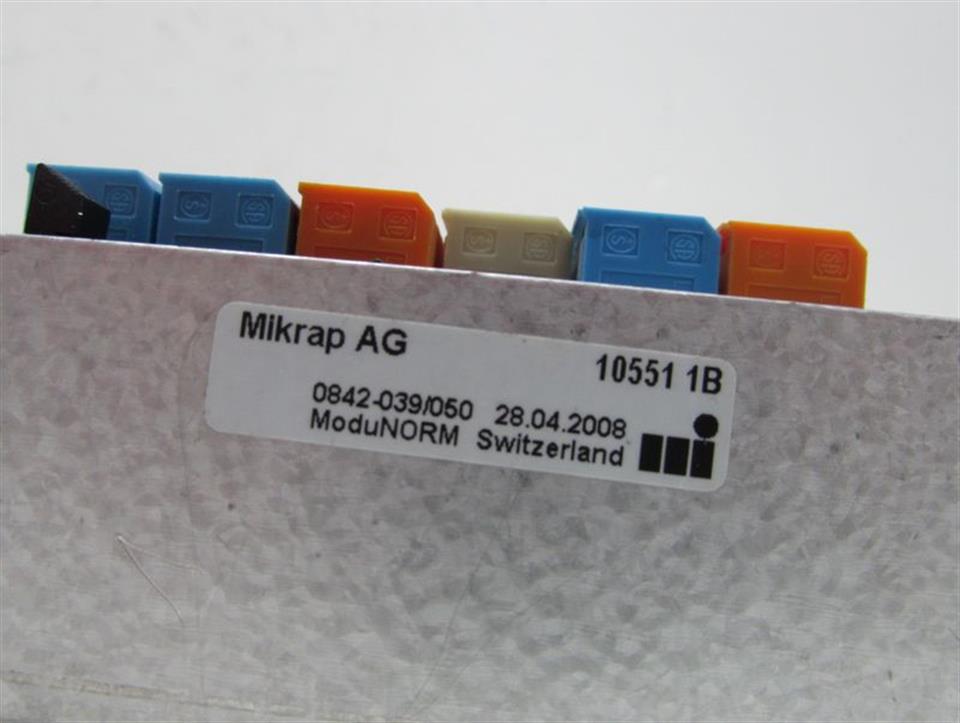 Mikrap AG
10551 1B
0842-039/050 28.04.2008
ModuNORM Switzerland